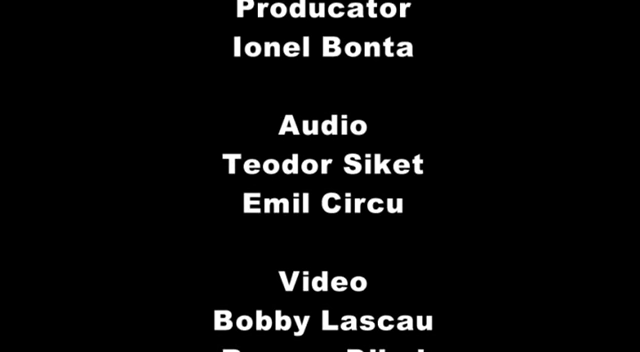 Producator
Ionel Bonta
Audio
Teodor Siket
Emil Circu
Video
Bobby Lascau